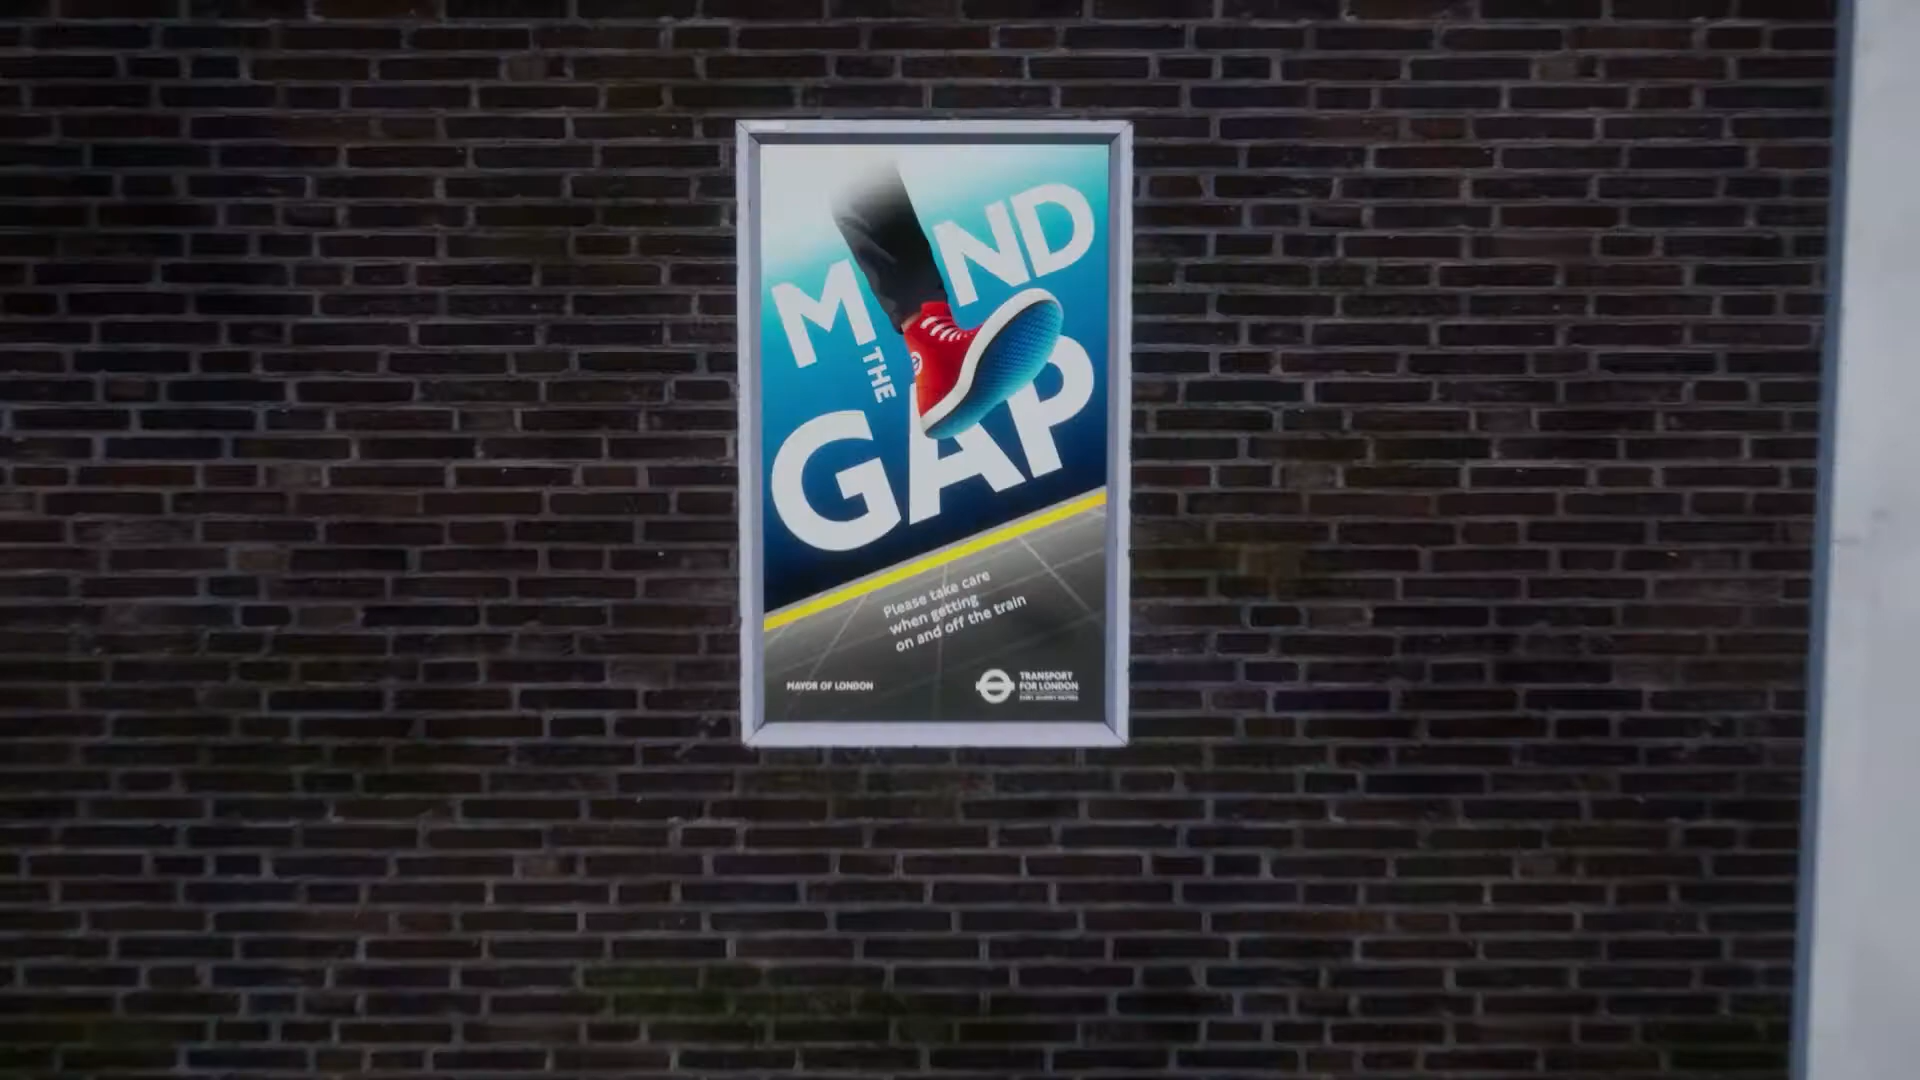 M ND
THE
GAP
Please take care
when getting
on and off the train
MAYOR OF LONDON
TRANSPORT
FOR LONDON